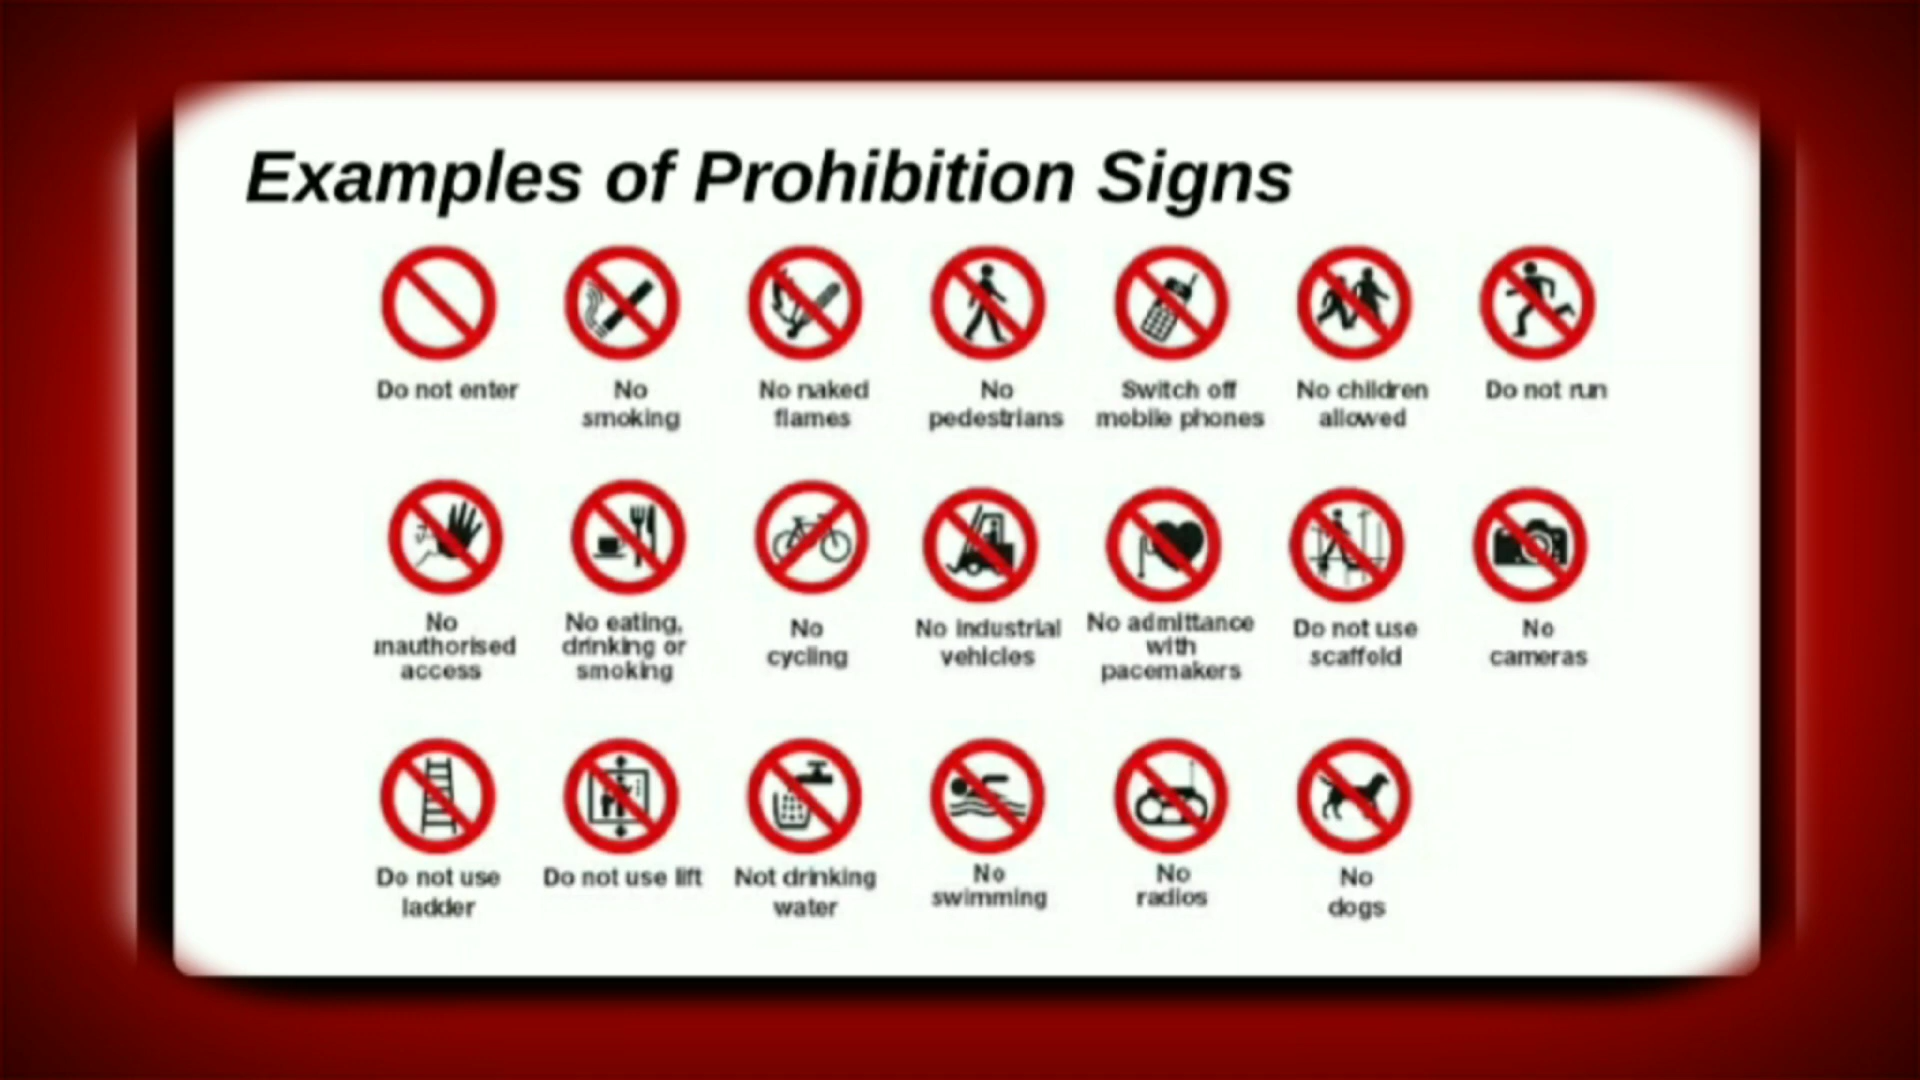 Examples of Prohibition Signs
Do not enter
No
smoking
No naked
flames
No
pedestrians
Switch off
mobile phones
No children
allowed
Do not run
No
unauthorised
access
No eating,
drinking or
smoking
No
cycling
No industrial
vehicles
No admittance
with
pacemakers
Do not use
scaffold
No
cameras
Do not use
ladder
Do not use lift
Not drinking
water
No
swimming
No
radios
No
dogs